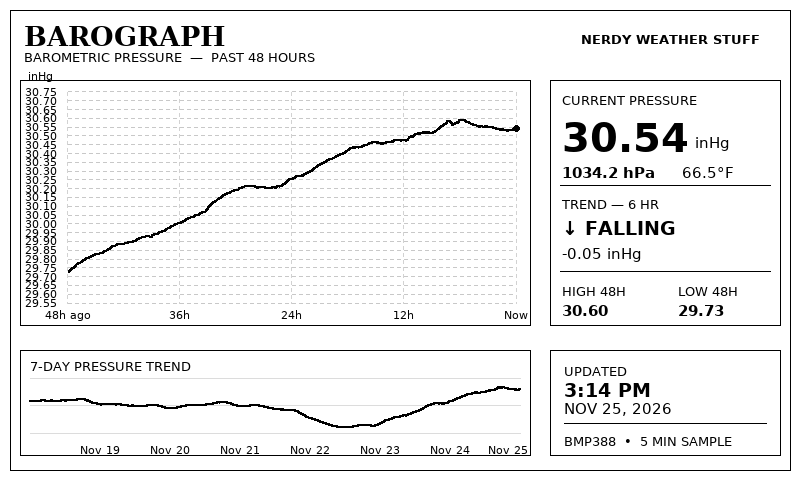 BAROGRAPH
BAROMETRIC PRESSURE — PAST 48 HOURS
NERDY WEATHER STUFF
inHg
30.75
30.70
30.65
30.60
30.55
30.50
30.45
30.40
30.35
30.30
30.25
30.20
30.15
30.10
30.05
30.00
29.95
29.90
29.85
29.80
29.75
29.70
29.65
29.60
29.55
48h ago 36h 24h 12h Now
CURRENT PRESSURE
30.54 inHg
1034.2 hPa 66.5°F
TREND — 6 HR
↓ FALLING
-0.05 inHg
HIGH 48H LOW 48H
30.60 29.73
7-DAY PRESSURE TREND
Nov 19 Nov 20 Nov 21 Nov 22 Nov 23 Nov 24 Nov 25
UPDATED
3:14 PM
NOV 25, 2026
BMP388 • 5 MIN SAMPLE